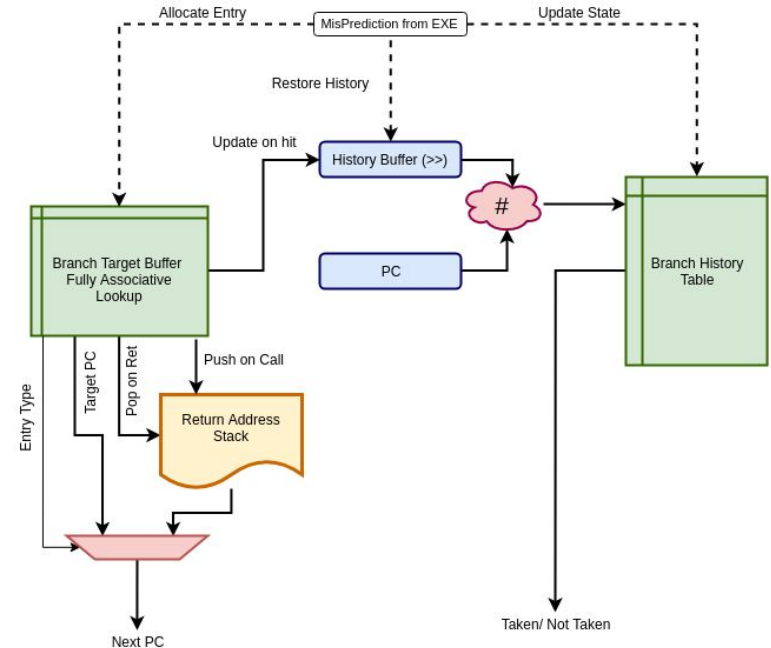 Allocate Entry
MisPrediction from EXE
Update State
Restore History
Update on hit
History Buffer (>>)
#
PC
Branch Target Buffer
Fully Associative
Lookup
Branch History
Table
Entry Type
Target PC
Pop on Ret
Push on Call
Return Address
Stack
Next PC
Taken/ Not Taken